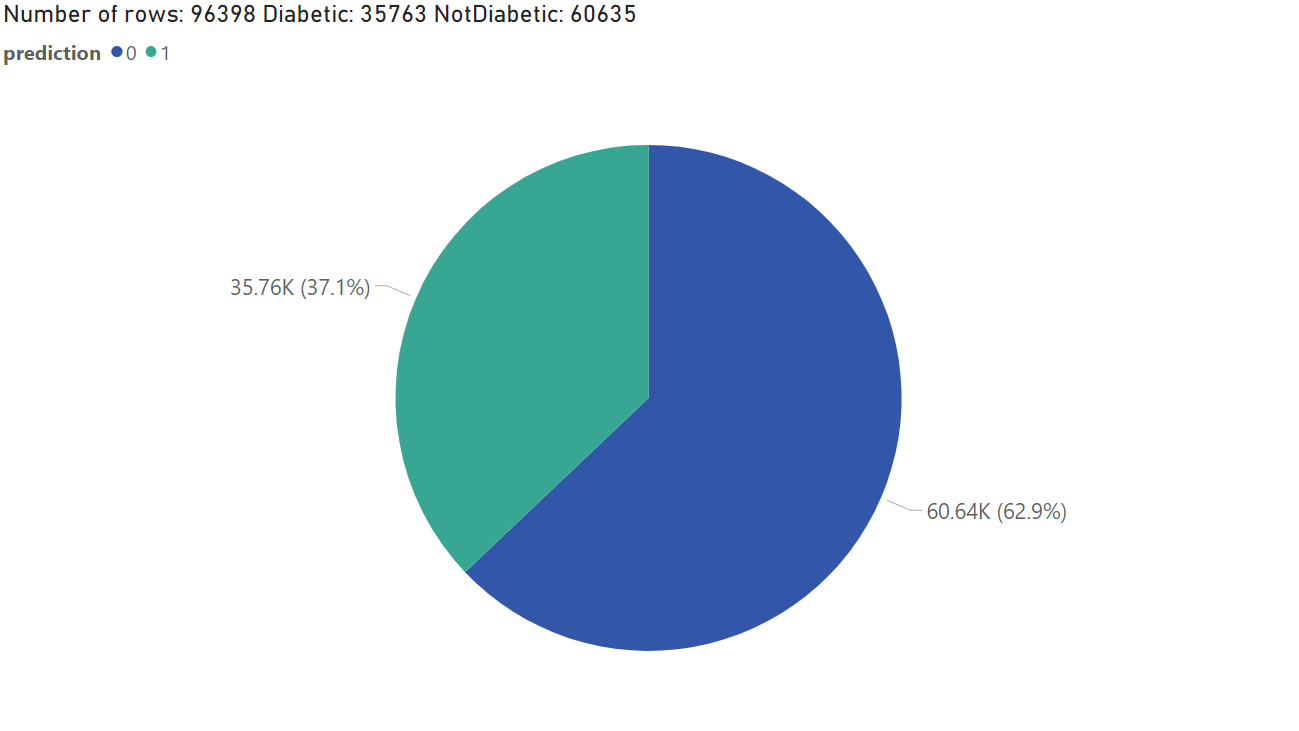 Number of rows: 96398 Diabetic: 35763 NotDiabetic: 60635
prediction 0 1
35.76K (37.1%)
60.64K (62.9%)